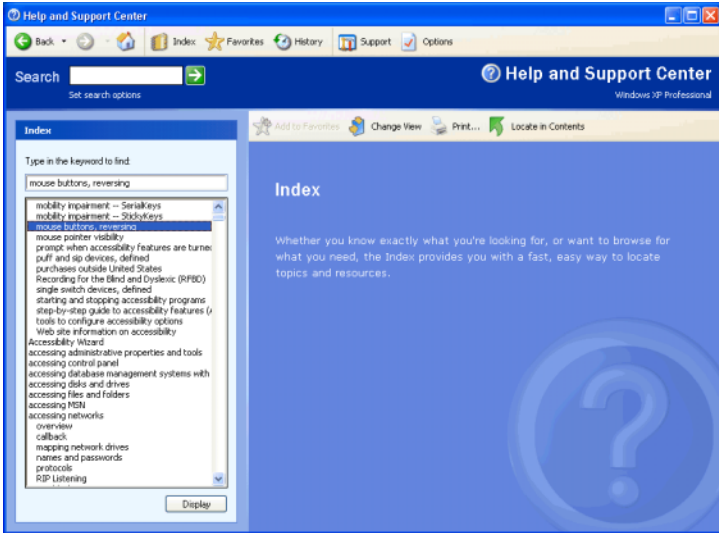 Help and Support Center
Back Index Favorites History Support Options
Search
Set search options
Help and Support Center
Windows XP Professional
Index
Type in the keyword to find:
mouse buttons, reversing
mobility impairment -- SerialKeys
mobility impairment -- StickyKeys
mouse buttons, reversing
mouse pointer visibility
prompt when accessibility features are turned
puff and sip devices, defined
purchases outside United States
Recording for the Blind and Dyslexic (RFBD)
single switch devices, defined
starting and stopping accessibility programs
step-by-step guide to accessibility features (
tools to configure accessibility options
Web site information on accessibility
Accessibility Wizard
accessing administrative properties and tools
accessing control panel
accessing database management systems with
accessing disks and drives
accessing files and folders
accessing MSN
accessing networks
overview
callback
mapping network drives
names and passwords
protocols
RIP Listening
Display
Add to Favorites Change View Print... Locate in Contents
Index
Whether you know exactly what you're looking for, or want to browse for
what you need, the Index provides you with a fast, easy way to locate
topics and resources.